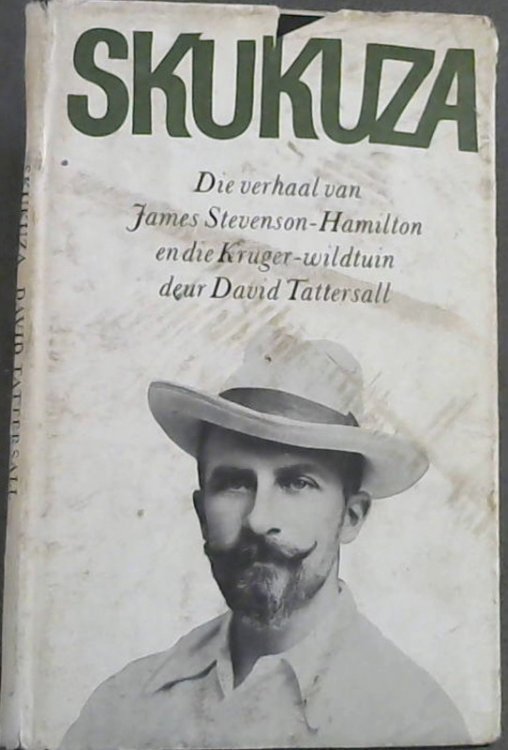 SKUKUZA
Die verhaal van
James Stevenson-Hamilton
en die Kruger-wildtuin
deur David Tattersall
SKUKUZA DAVID TATTERSALL